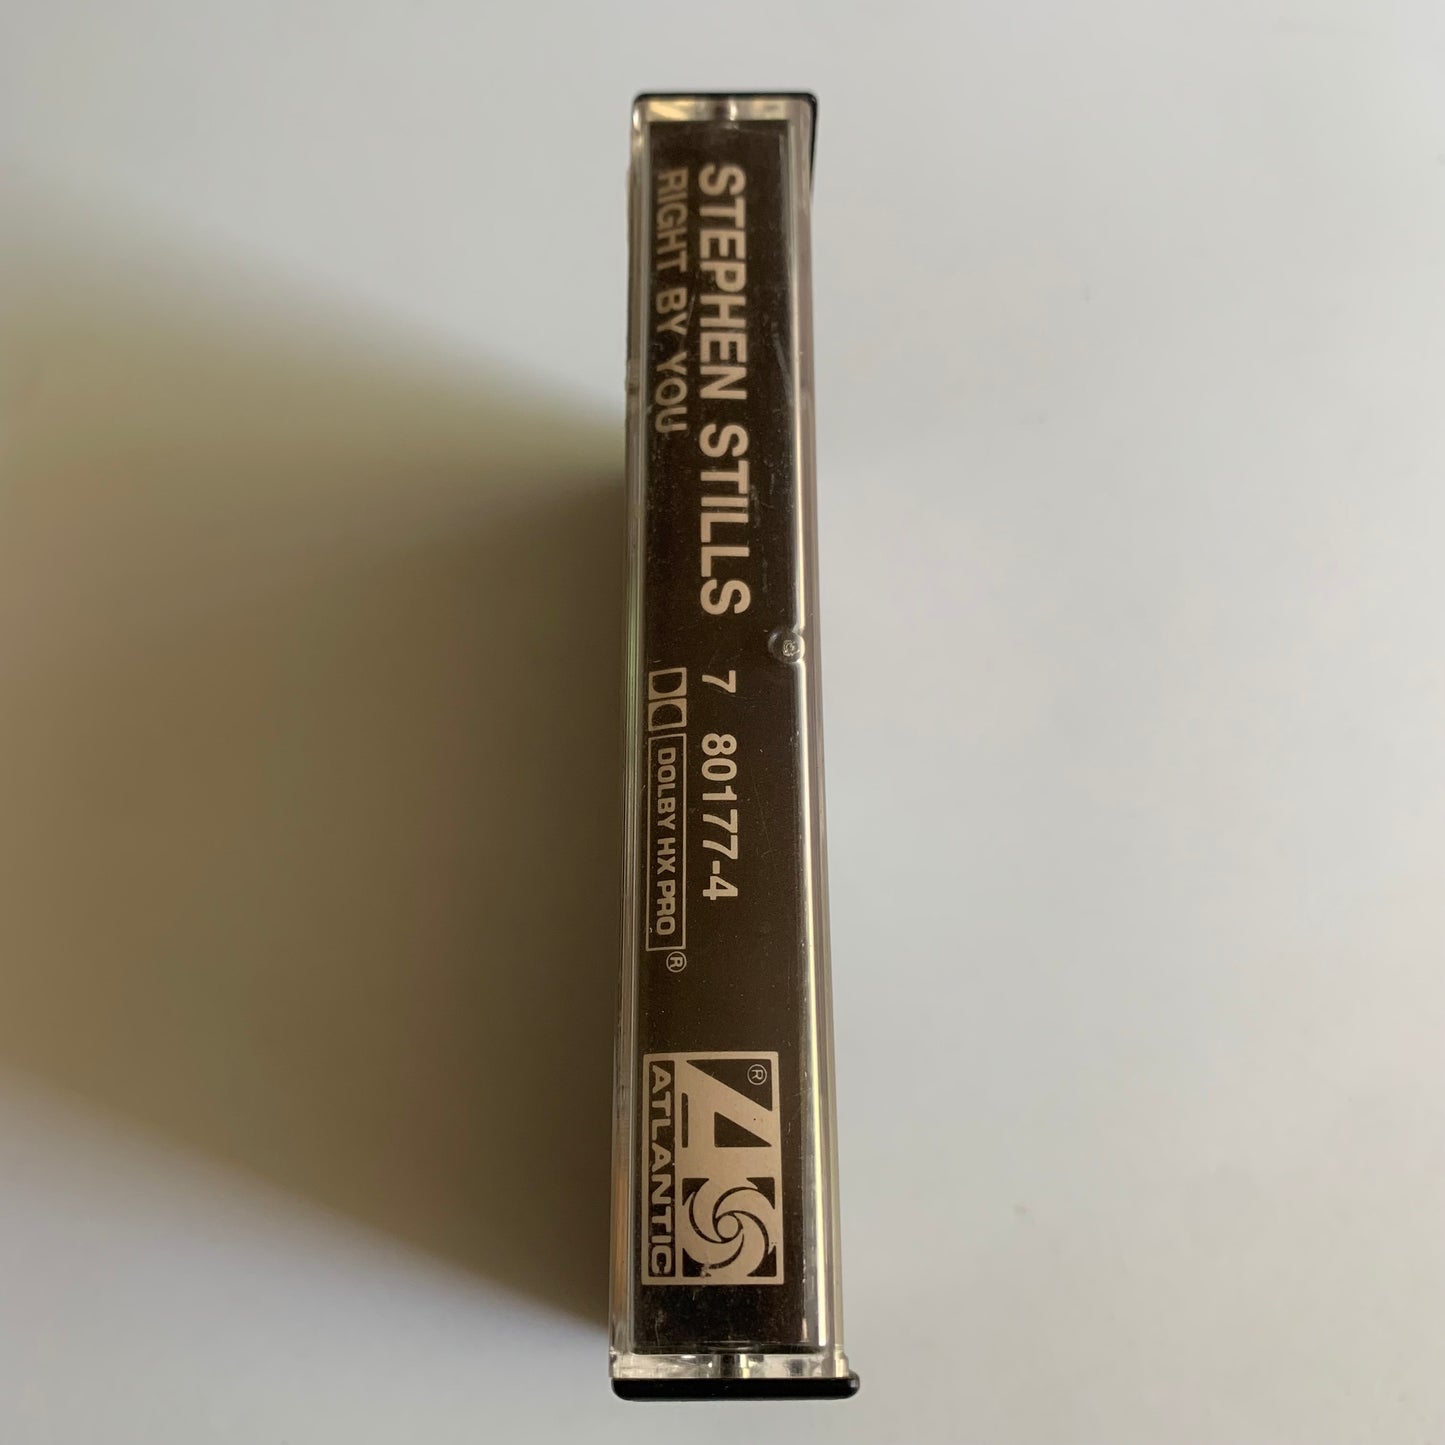 STEPHEN STILLS 7 80177-4
RIGHT BY YOU
DOLBY HX PRO ®
®
ATLANTIC